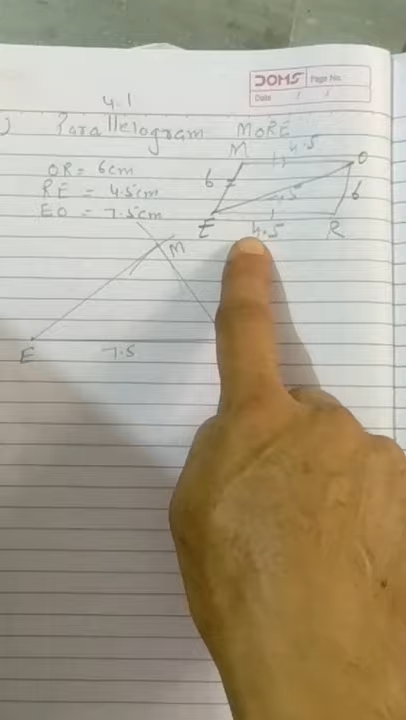 4.1
DOMS Page No.
Date / /
) Parallelogram MORE
OR = 6cm
RE = 4.5cm
EO = 7.5cm
M 4.5 O
6 7.5 6
E 4.5 R
M
E 7.5